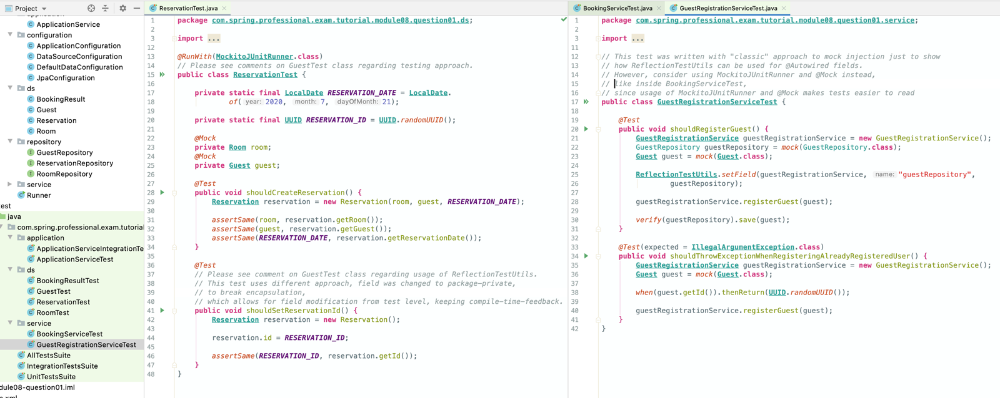 Project
application
ApplicationService
configuration
ApplicationConfiguration
DataSourceConfiguration
DefaultDataConfiguration
JpaConfiguration
ds
BookingResult
Guest
Reservation
Room
repository
GuestRepository
ReservationRepository
RoomRepository
service
Runner
est
java
com.spring.professional.exam.tutorial
application
ApplicationServiceIntegrationTe
ApplicationServiceTest
ds
BookingResultTest
GuestTest
ReservationTest
RoomTest
service
BookingServiceTest
GuestRegistrationServiceTest
AllTestsSuite
IntegrationTestsSuite
UnitTestsSuite
dule08-question01.iml
ReservationTest.java
1 package com.spring.professional.exam.tutorial.module08.question01.ds;
2
3 import ...
12
13 @RunWith(MockitoJUnitRunner.class)
14 // Please see comments on GuestTest class regarding testing approach.
15 public class ReservationTest {
16
17 private static final LocalDate RESERVATION_DATE = LocalDate.
18 of( year: 2020, month: 7, dayOfMonth: 21);
19
20 private static final UUID RESERVATION_ID = UUID.randomUUID();
21
22 @Mock
23 private Room room;
24 @Mock
25 private Guest guest;
26
27 @Test
28 public void shouldCreateReservation() {
29 Reservation reservation = new Reservation(room, guest, RESERVATION_DATE);
30
31 assertSame(room, reservation.getRoom());
32 assertSame(guest, reservation.getGuest());
33 assertSame(RESERVATION_DATE, reservation.getReservationDate());
34 }
35
36 @Test
37 // Please see comment on GuestTest class regarding usage of ReflectionTestUtils.
38 // This test uses different approach, field was changed to package-private,
39 // to break encapsulation,
40 // which allows for field modification from test level, keeping compile-time-feedback.
41 public void shouldSetReservationId() {
42 Reservation reservation = new Reservation();
43
44 reservation.id = RESERVATION_ID;
45
46 assertSame(RESERVATION_ID, reservation.getId());
47 }
48 }
BookingServiceTest.java
GuestRegistrationServiceTest.java
1 package com.spring.professional.exam.tutorial.module08.question01.service;
2
3 import ...
11
12 // This test was written with "classic" approach to mock injection just to show
13 // how ReflectionTestUtils can be used for @Autowired fields.
14 // However, consider using MockitoJUnitRunner and @Mock instead,
15 // like inside BookingServiceTest,
16 // since usage of MockitoJUnitRunner and @Mock makes tests easier to read
17 public class GuestRegistrationServiceTest {
18
19 @Test
20 public void shouldRegisterGuest() {
21 GuestRegistrationService guestRegistrationService = new GuestRegistrationService();
22 GuestRepository guestRepository = mock(GuestRepository.class);
23 Guest guest = mock(Guest.class);
24
25 ReflectionTestUtils.setField(guestRegistrationService, name: "guestRepository",
26 guestRepository);
27
28 guestRegistrationService.registerGuest(guest);
29
30 verify(guestRepository).save(guest);
31 }
32
33 @Test(expected = IllegalArgumentException.class)
34 public void shouldThrowExceptionWhenRegisteringAlreadyRegisteredUser() {
35 GuestRegistrationService guestRegistrationService = new GuestRegistrationService();
36 Guest guest = mock(Guest.class);
37
38 when(guest.getId()).thenReturn(UUID.randomUUID());
39
40 guestRegistrationService.registerGuest(guest);
41 }
42 }